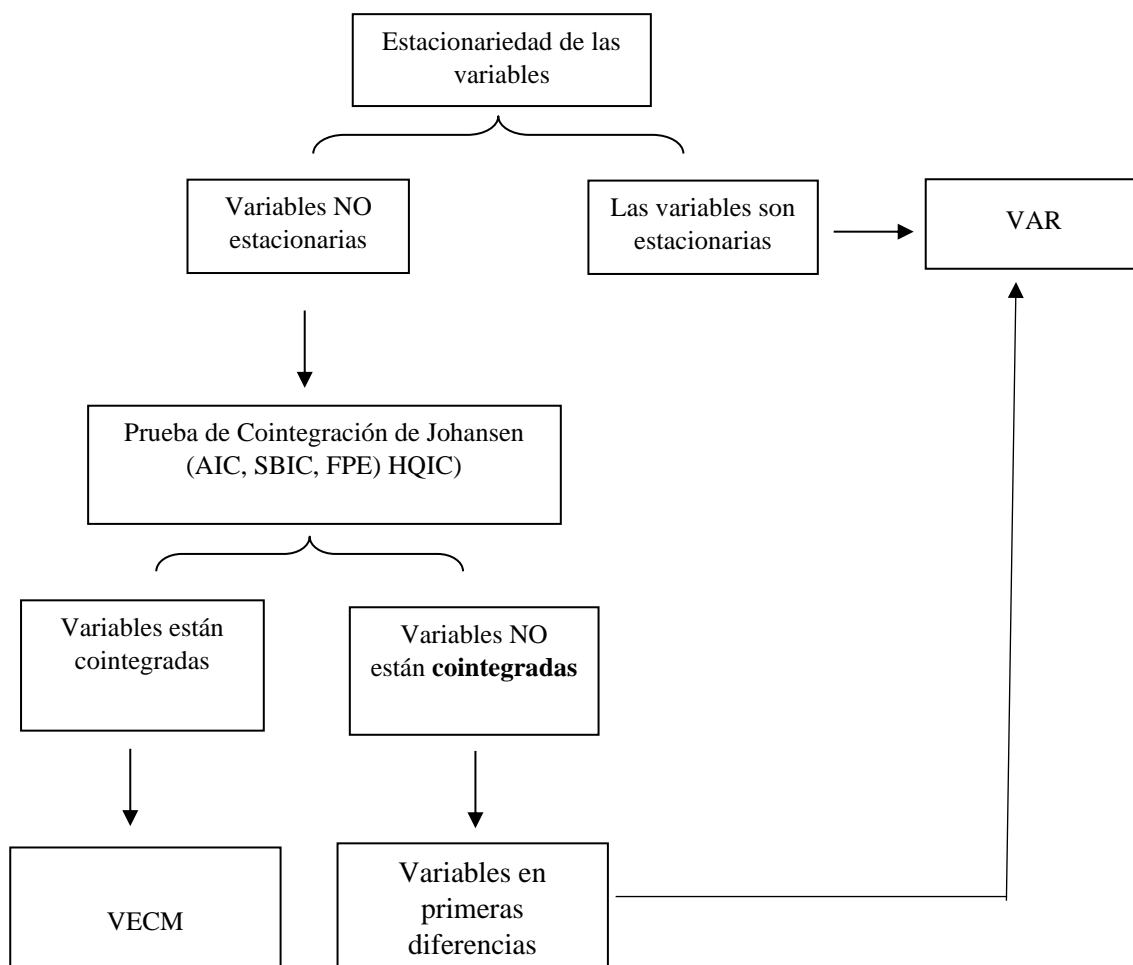 Estacionariedad de las
variables
Variables NO
estacionarias
Las variables son
estacionarias
VAR
Prueba de Cointegración de Johansen
(AIC, SBIC, FPE) HQIC)
Variables están
cointegradas
Variables NO
están cointegradas
VECM
Variables en
primeras
diferencias